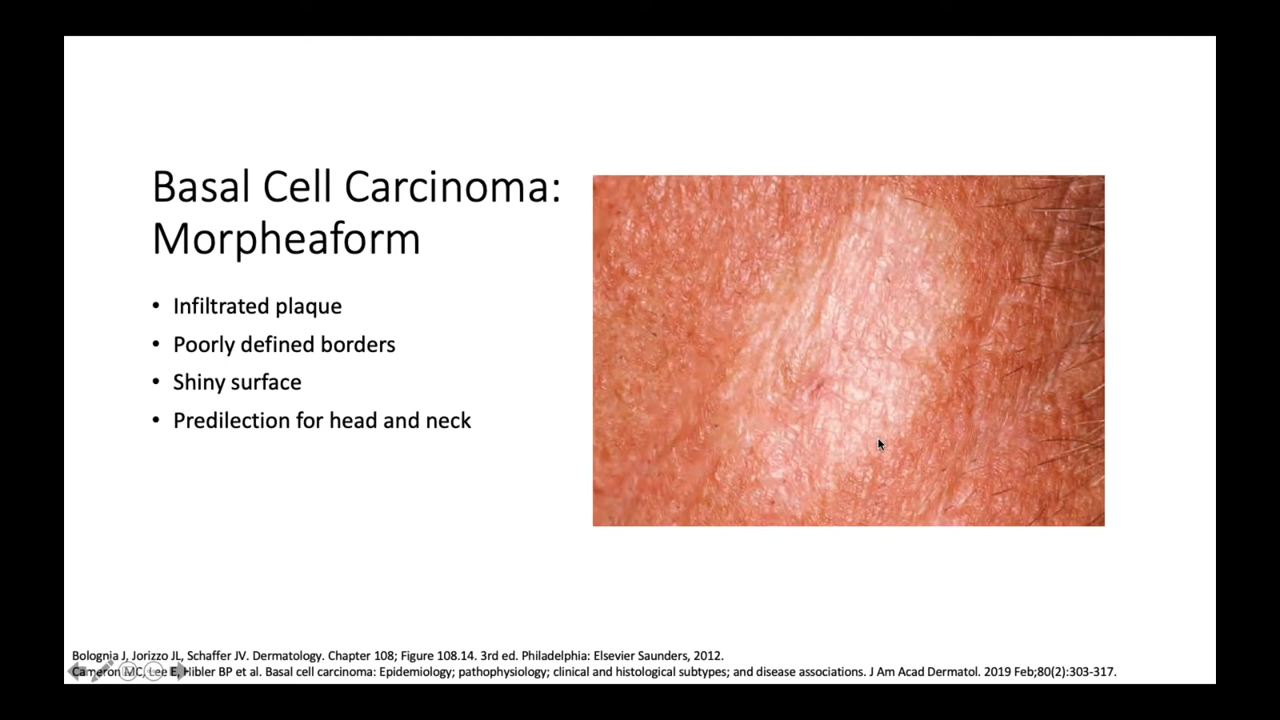 Basal Cell Carcinoma:
Morpheaform
• Infiltrated plaque
• Poorly defined borders
• Shiny surface
• Predilection for head and neck
Bolognia J, Jorizzo JL, Schaffer JV. Dermatology. Chapter 108; Figure 108.14. 3rd ed. Philadelphia: Elsevier Saunders, 2012.
Cameron MC, Lee E, Hibler BP et al. Basal cell carcinoma: Epidemiology; pathophysiology; clinical and histological subtypes; and disease associations. J Am Acad Dermatol. 2019 Feb;80(2):303-317.